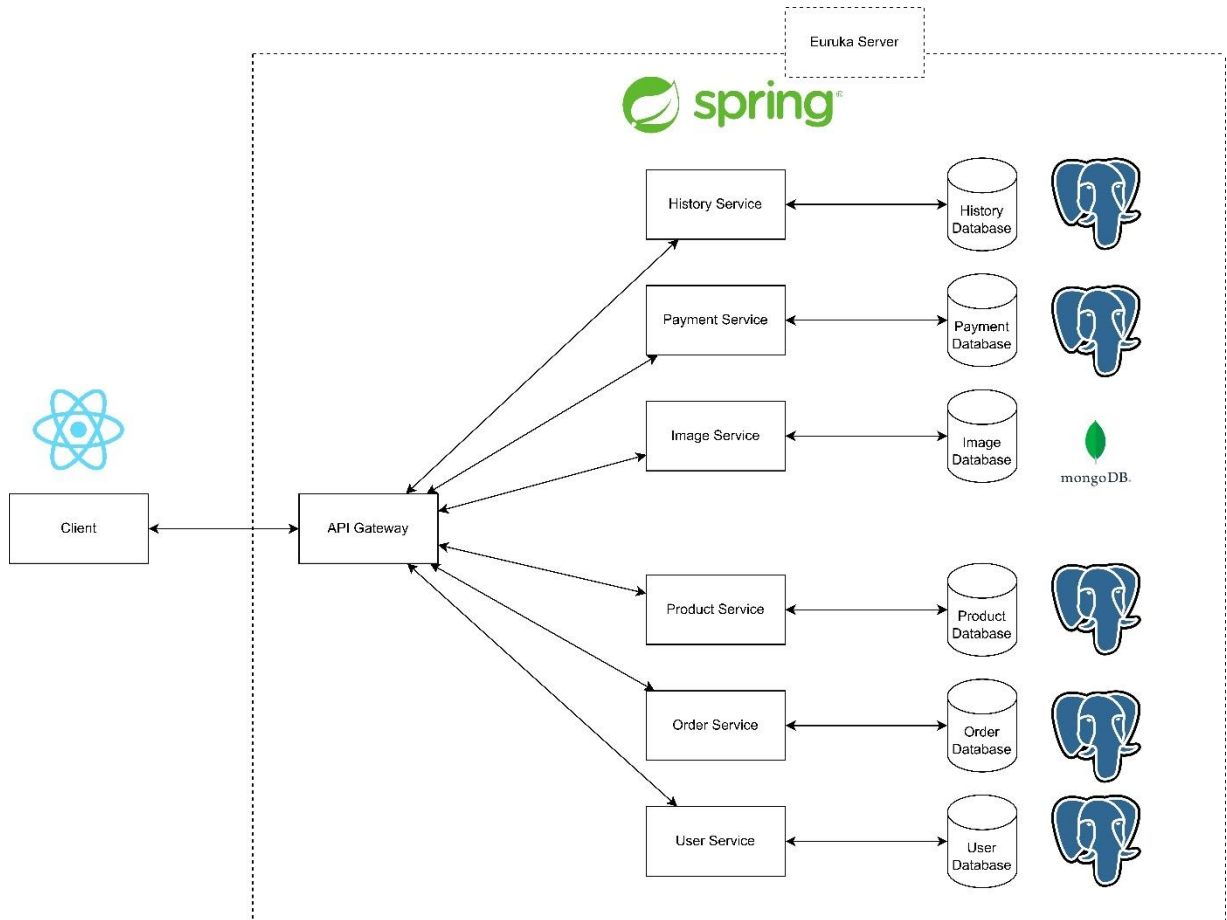 Euruka Server
spring®
History Service
History
Database
Payment Service
Payment
Database
Image Service
Image
Database
mongoDB.
Client
API Gateway
Product Service
Product
Database
Order Service
Order
Database
User Service
User
Database